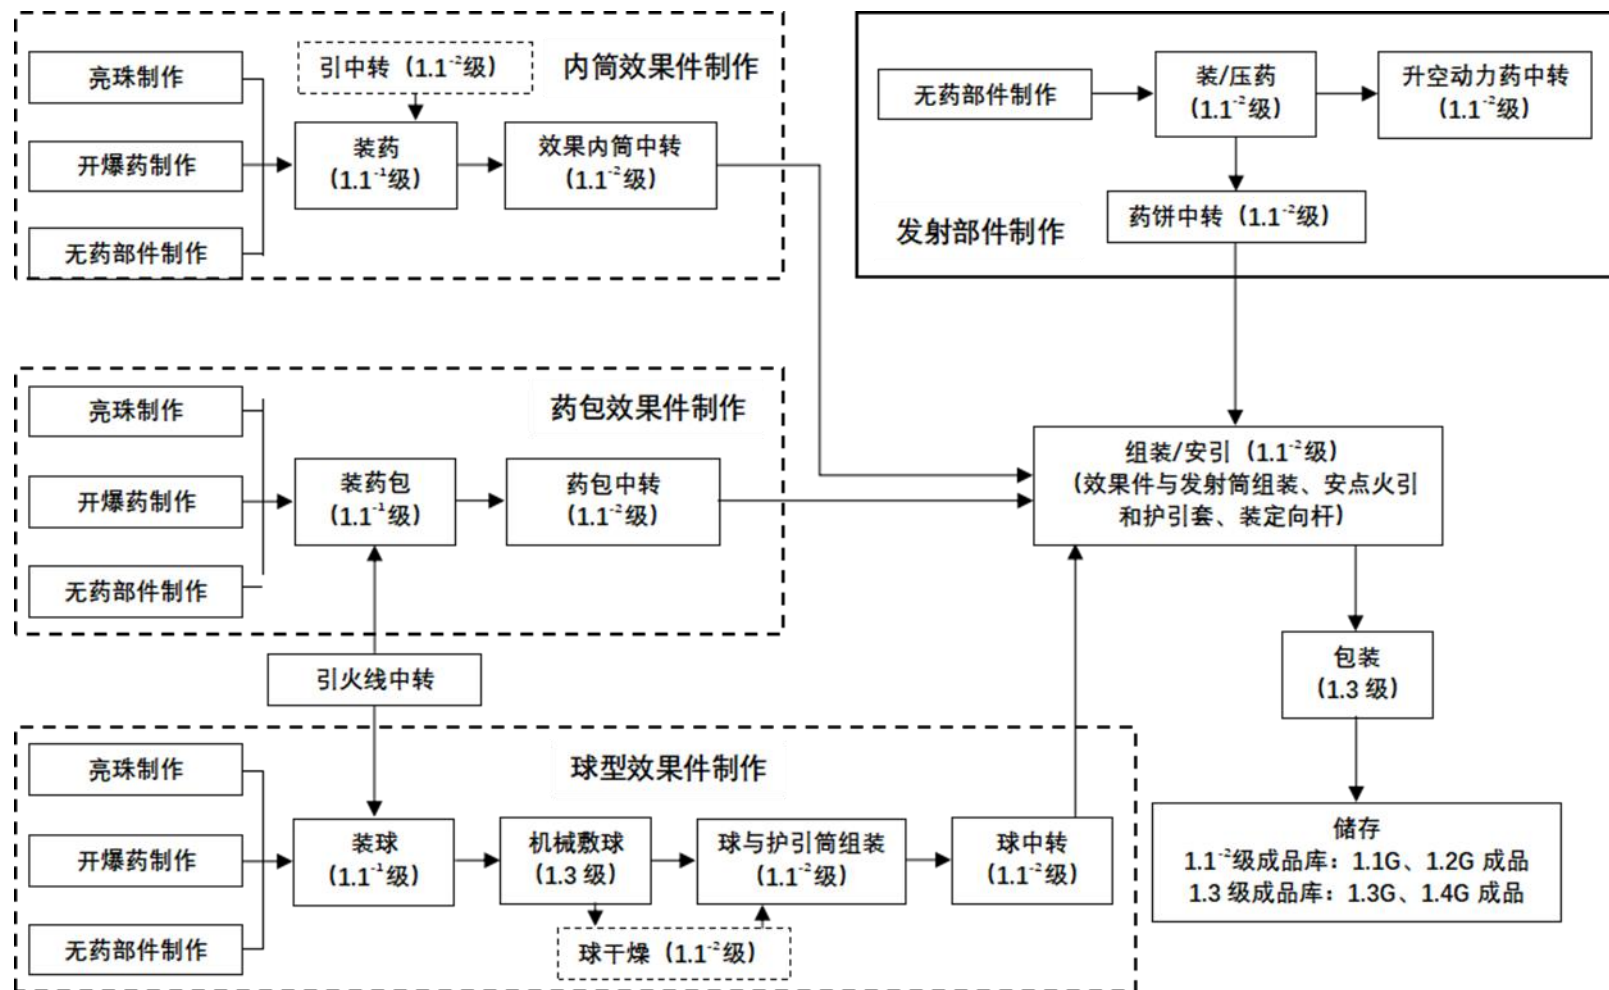 内筒效果件制作
亮珠制作
开爆药制作
无药部件制作
引中转（1.1⁻²级）
装药
（1.1⁻¹级）
效果内筒中转
（1.1⁻²级）
无药部件制作
装/压药
（1.1⁻²级）
升空动力药中转
（1.1⁻²级）
药饼中转（1.1⁻²级）
发射部件制作
药包效果件制作
亮珠制作
开爆药制作
无药部件制作
装药包
（1.1⁻¹级）
药包中转
（1.1⁻²级）
组装/安引（1.1⁻²级）
（效果件与发射筒组装、安点火引
和护引套、装定向杆）
引火线中转
包装
（1.3 级）
球型效果件制作
亮珠制作
开爆药制作
无药部件制作
装球
（1.1⁻¹级）
机械敷球
（1.3 级）
球与护引筒组装
（1.1⁻²级）
球中转
（1.1⁻²级）
球干燥（1.1⁻²级）
储存
1.1⁻²级成品库：1.1G、1.2G 成品
1.3 级成品库：1.3G、1.4G 成品